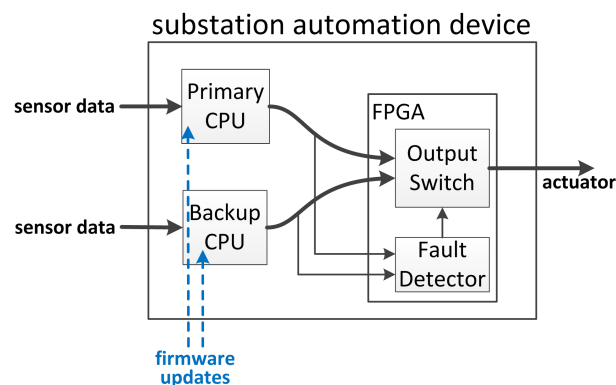 substation automation device
sensor data
Primary
CPU
FPGA
Output
Switch
actuator
sensor data
Backup
CPU
Fault
Detector
firmware
updates